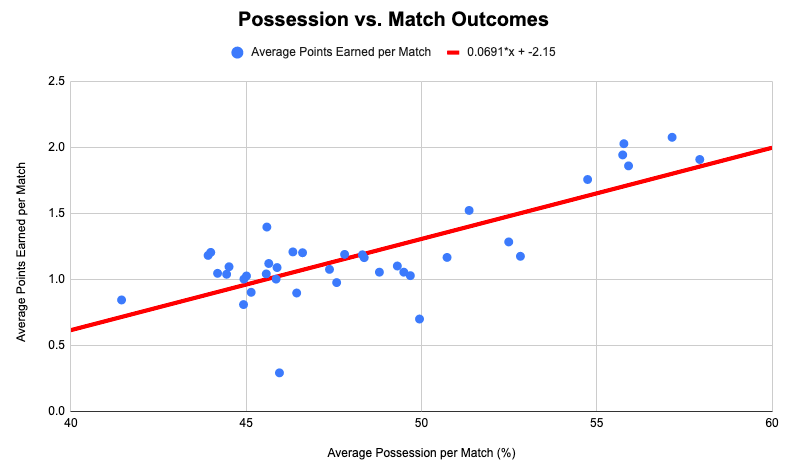 Possession vs. Match Outcomes
Average Points Earned per Match
0.0691*x + -2.15
Average Points Earned per Match
2.5
2.0
1.5
1.0
0.5
0.0
40
45
50
55
60
Average Possession per Match (%)